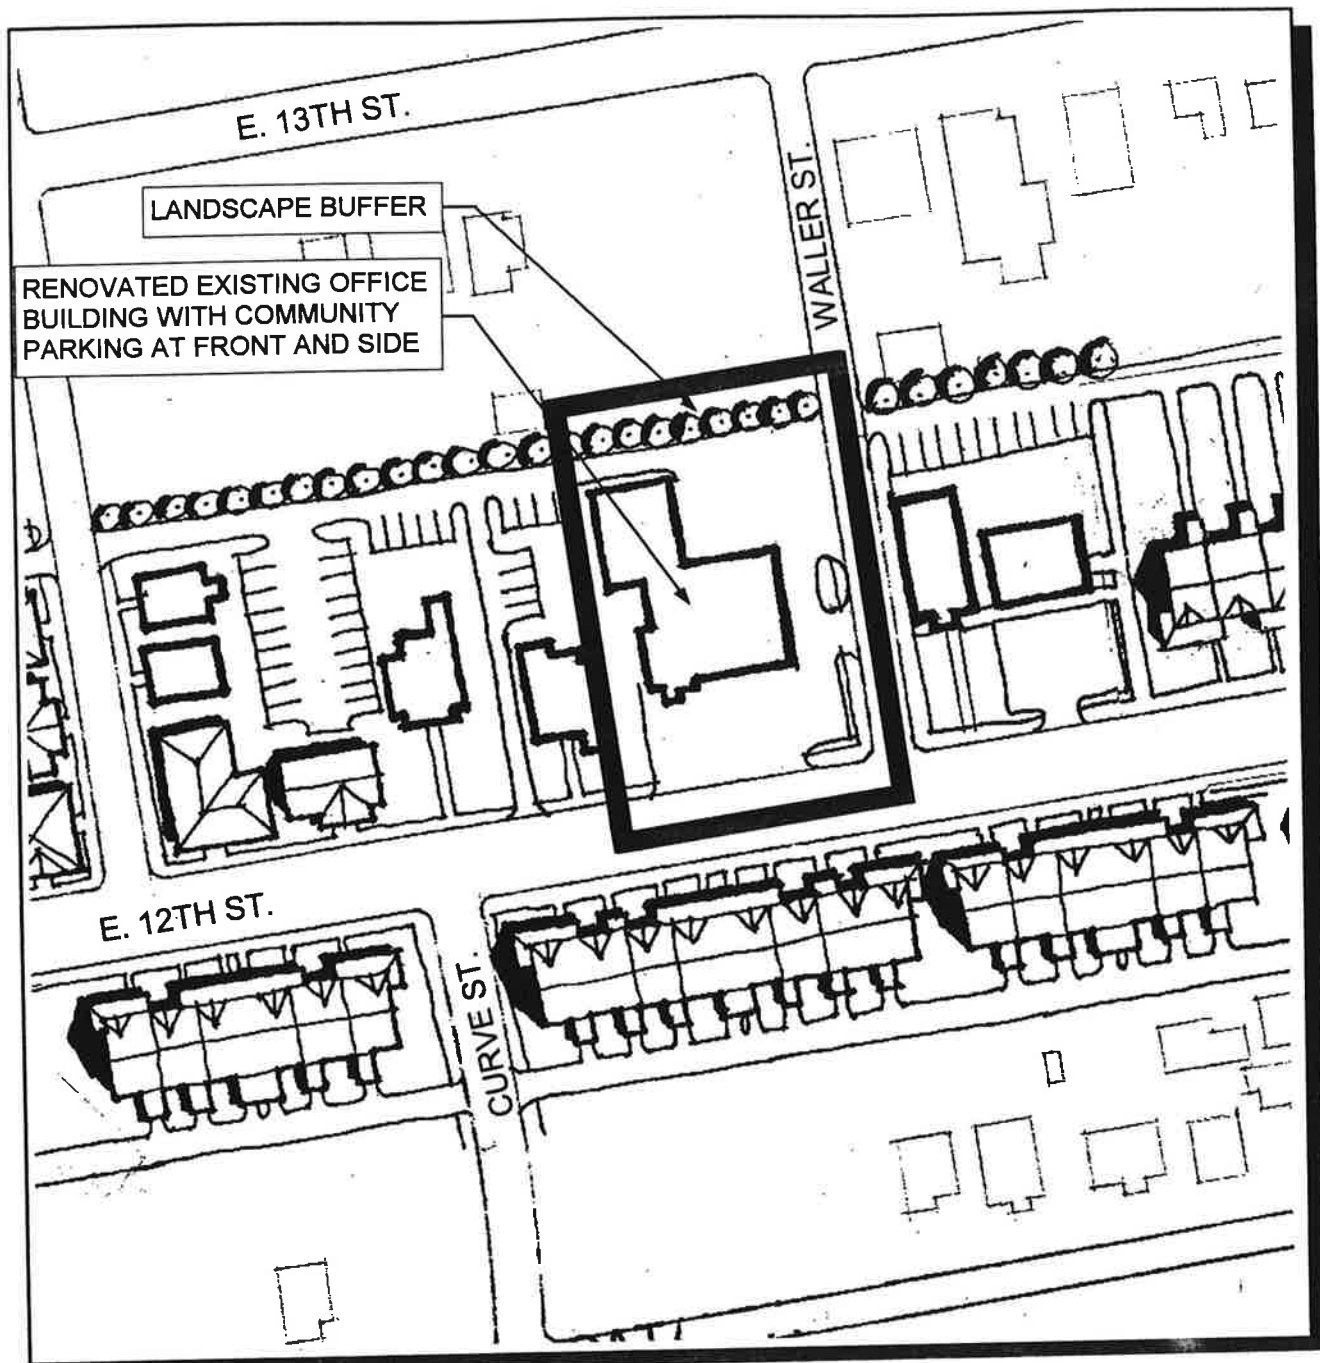 E. 13TH ST.
LANDSCAPE BUFFER
WALLER ST.
RENOVATED EXISTING OFFICE
BUILDING WITH COMMUNITY
PARKING AT FRONT AND SIDE
E. 12TH ST.
CURVE ST.